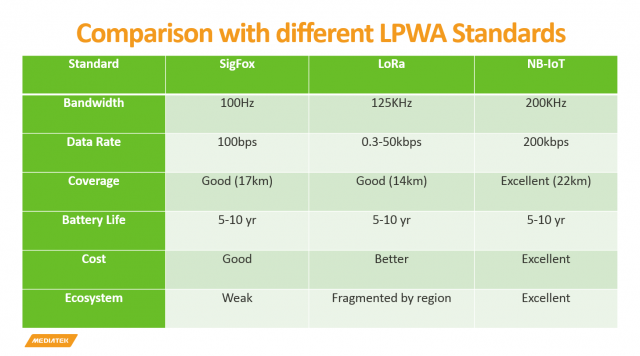 Comparison with different LPWA Standards
Standard SigFox LoRa NB-IoT
Bandwidth 100Hz 125KHz 200KHz
Data Rate 100bps 0.3-50kbps 200kbps
Coverage Good (17km) Good (14km) Excellent (22km)
Battery Life 5-10 yr 5-10 yr 5-10 yr
Cost Good Better Excellent
Ecosystem Weak Fragmented by region Excellent
MEDIATEK